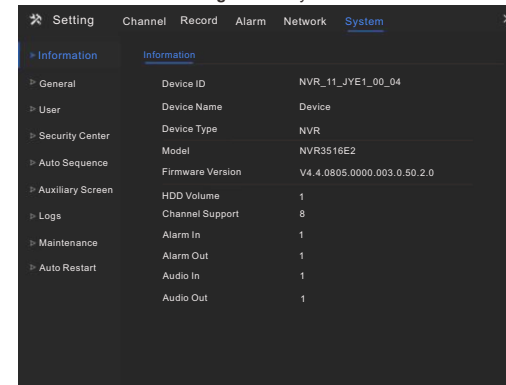 Setting Channel Record Alarm Network System
Information
General
User
Security Center
Auto Sequence
Auxiliary Screen
Logs
Maintenance
Auto Restart
Information
Device ID NVR_11_JYE1_00_04
Device Name Device
Device Type NVR
Model NVR3516E2
Firmware Version V4.4.0805.0000.003.0.50.2.0
HDD Volume 1
Channel Support 8
Alarm In 1
Alarm Out 1
Audio In 1
Audio Out 1